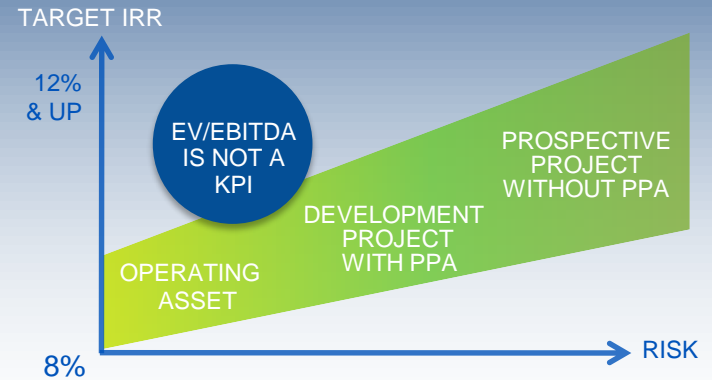 TARGET IRR
12%
& UP
EV/EBITDA
IS NOT A
KPI
PROSPECTIVE
PROJECT
WITHOUT PPA
DEVELOPMENT
PROJECT
WITH PPA
OPERATING
ASSET
RISK
8%